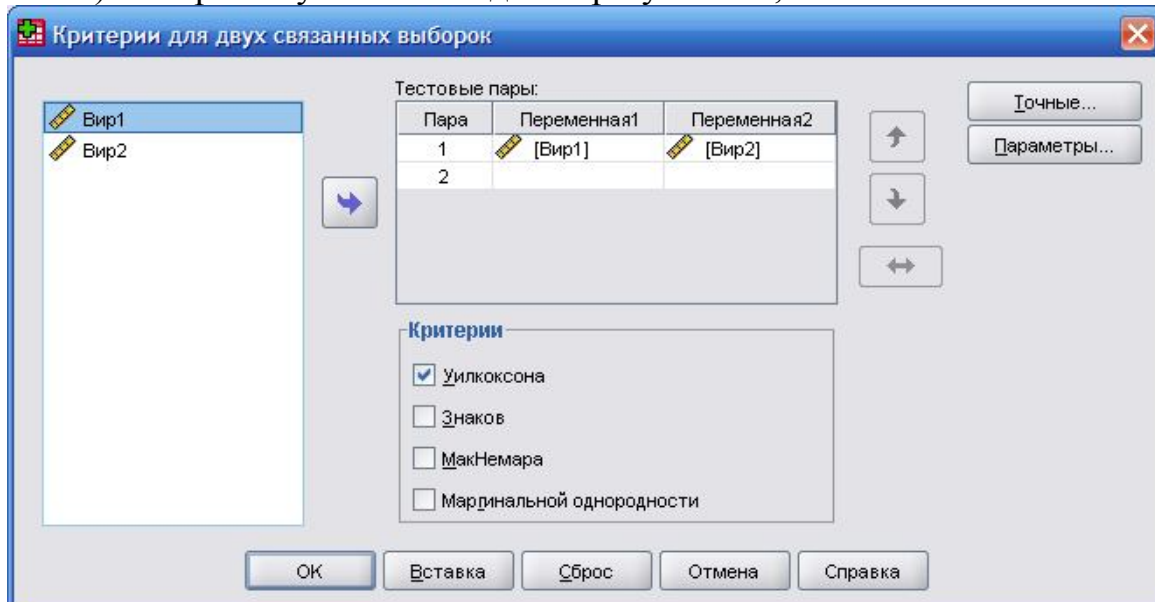 Критерии для двух связанных выборок
Вир1
Вир2
Тестовые пары:
Пара Переменная1 Переменная2
1 [Вир1] [Вир2]
2
Точные...
Параметры...
Критерии
Уилкоксона
Знаков
МакНемара
Маргинальной однородности
OK Вставка Сброс Отмена Справка